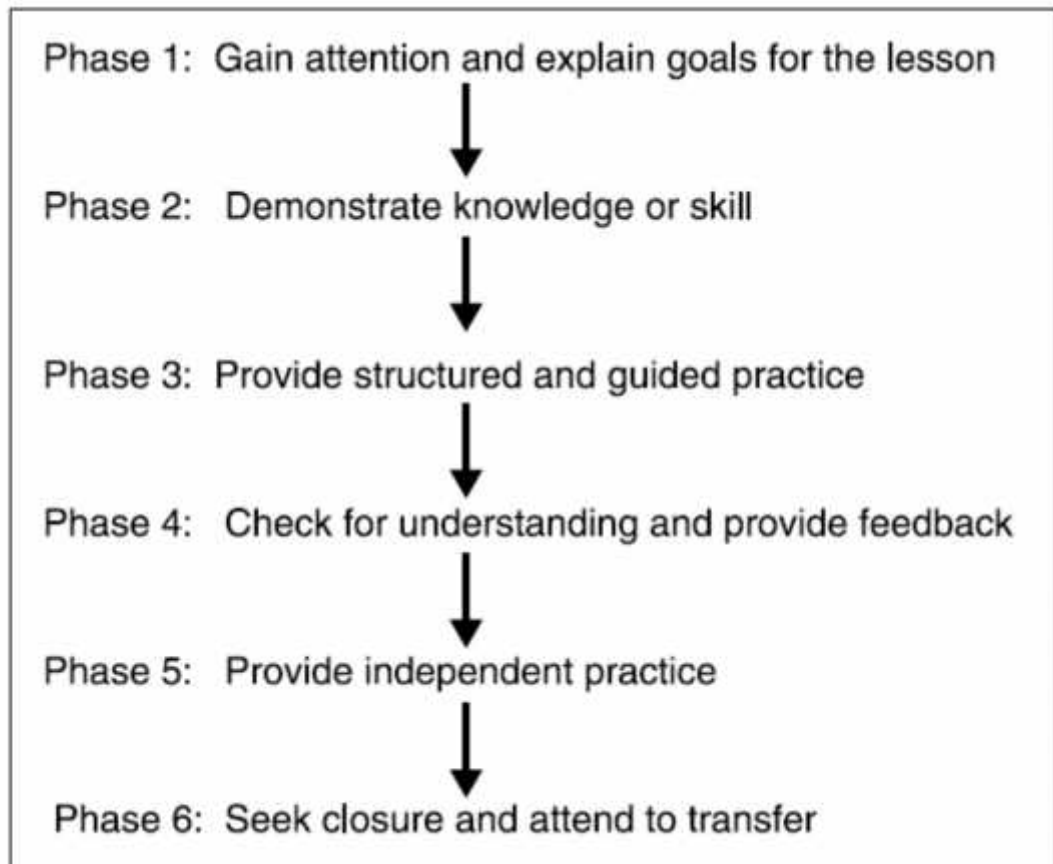 Phase 1: Gain attention and explain goals for the lesson
Phase 2: Demonstrate knowledge or skill
Phase 3: Provide structured and guided practice
Phase 4: Check for understanding and provide feedback
Phase 5: Provide independent practice
Phase 6: Seek closure and attend to transfer